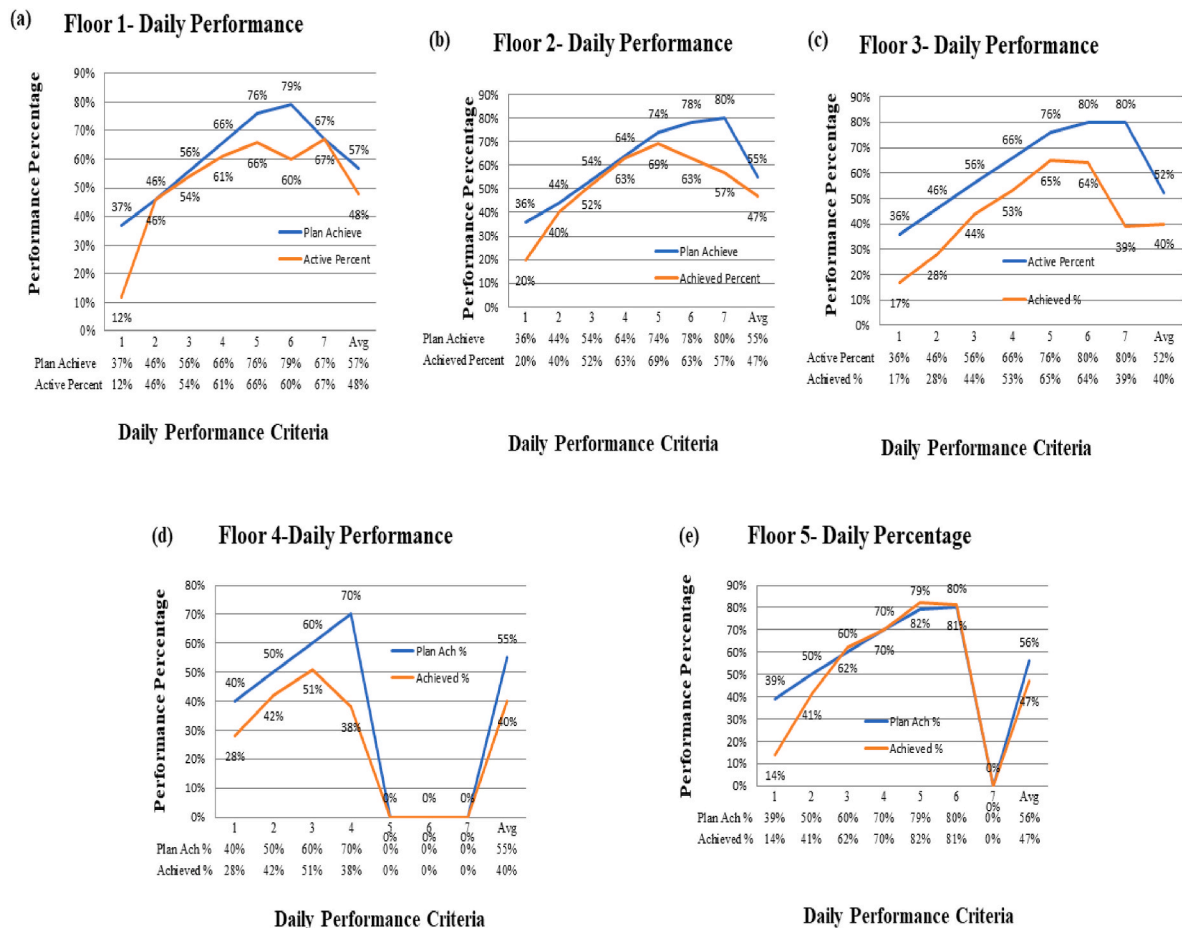 (a) Floor 1- Daily Performance
Performance Percentage
90%
80%
70%
60%
50%
40%
30%
20%
10%
0%
37% 46% 56% 66% 76% 79% 67% 57%
12% 46% 54% 61% 66% 60% 67% 48%
Plan Achieve
Active Percent
1 2 3 4 5 6 7 Avg
Plan Achieve 37% 46% 56% 66% 76% 79% 67% 57%
Active Percent 12% 46% 54% 61% 66% 60% 67% 48%
Daily Performance Criteria
(b) Floor 2- Daily Performance
Performance Percentage
90%
80%
70%
60%
50%
40%
30%
20%
10%
0%
36% 44% 54% 64% 74% 78% 80% 55%
20% 40% 52% 63% 69% 63% 57% 47%
Plan Achieve
Achieved Percent
1 2 3 4 5 6 7 Avg
Plan Achieve 36% 44% 54% 64% 74% 78% 80% 55%
Achieved Percent 20% 40% 52% 63% 69% 63% 57% 47%
Daily Performance Criteria
(c) Floor 3- Daily Performance
Performance Percentage
90%
80%
70%
60%
50%
40%
30%
20%
10%
0%
36% 46% 56% 66% 76% 80% 80% 52%
17% 28% 44% 53% 65% 64% 39% 40%
Active Percent
Achieved %
1 2 3 4 5 6 7 Avg
Active Percent 36% 46% 56% 66% 76% 80% 80% 52%
Achieved % 17% 28% 44% 53% 65% 64% 39% 40%
Daily Performance Criteria
(d) Floor 4-Daily Performance
Performance Percentage
80%
70%
60%
50%
40%
30%
20%
10%
0%
40% 50% 60% 70% 0% 0% 0% 55%
28% 42% 51% 38% 0% 0% 0% 40%
Plan Ach %
Achieved %
1 2 3 4 5 6 7 Avg
Plan Ach % 40% 50% 60% 70% 0% 0% 0% 55%
Achieved % 28% 42% 51% 38% 0% 0% 0% 40%
Daily Performance Criteria
(e) Floor 5- Daily Percentage
Performance Percentage
90%
80%
70%
60%
50%
40%
30%
20%
10%
0%
39% 50% 60% 70% 79% 80% 0% 56%
14% 41% 62% 70% 82% 81% 0% 47%
Plan Ach %
Achieved %
1 2 3 4 5 6 7 Avg
Plan Ach % 39% 50% 60% 70% 79% 80% 0% 56%
Achieved % 14% 41% 62% 70% 82% 81% 0% 47%
Daily Performance Criteria